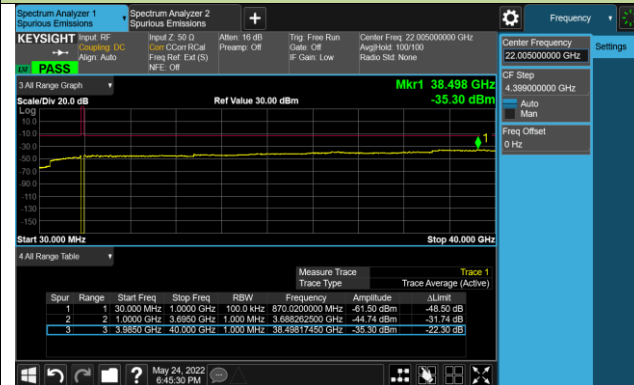 Spectrum Analyzer 1
Spurious Emissions
Spectrum Analyzer 2
Spurious Emissions
Frequency
KEYSIGHT
Input: RF
Coupling: DC
Align: Auto
Input Z: 50 Ω
Corr CCorr RCal
Freq Ref: Ext (S)
NFE: Off
Atten: 16 dB
Preamp: Off
Trig: Free Run
Gate: Off
IF Gain: Low
Center Freq: 22.005000000 GHz
Avg|Hold: 100/100
Radio Std: None
PASS
Center Frequency
22.005000000 GHz
Settings
CF Step
4.399000000 GHz
Auto
Man
Freq Offset
0 Hz
3 All Range Graph
Mkr1 38.498 GHz
-35.30 dBm
Scale/Div 20.0 dB
Ref Value 30.00 dBm
Log
10.0
-10.0
-30.0
-50.0
-70.0
-90.0
-110
-130
-150
1
Start 30.000 MHz
Stop 40.000 GHz
4 All Range Table
Measure Trace Trace 1
Trace Type Trace Average (Active)
Spur Range Start Freq Stop Freq RBW Frequency Amplitude ΔLimit
1 1 30.000 MHz 1.0000 GHz 100.0 kHz 870.0200000 MHz -61.50 dBm -48.50 dB
2 2 1.0000 GHz 3.6950 GHz 1.000 MHz 3.688262500 GHz -44.74 dBm -31.74 dB
3 3 3.9850 GHz 40.000 GHz 1.000 MHz 38.49817450 GHz -35.30 dBm -22.30 dB
May 24, 2022
6:45:30 PM